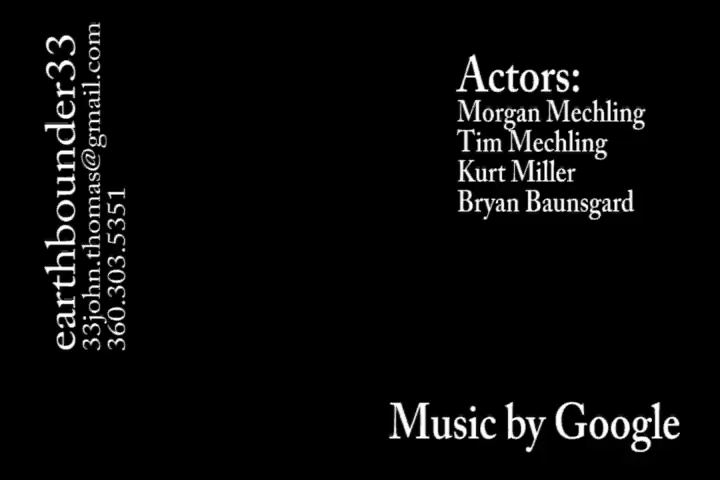 earthbounder33
33john.thomas@gmail.com
360.303.5351
Actors:
Morgan Mechling
Tim Mechling
Kurt Miller
Bryan Baunsgard
Music by Google